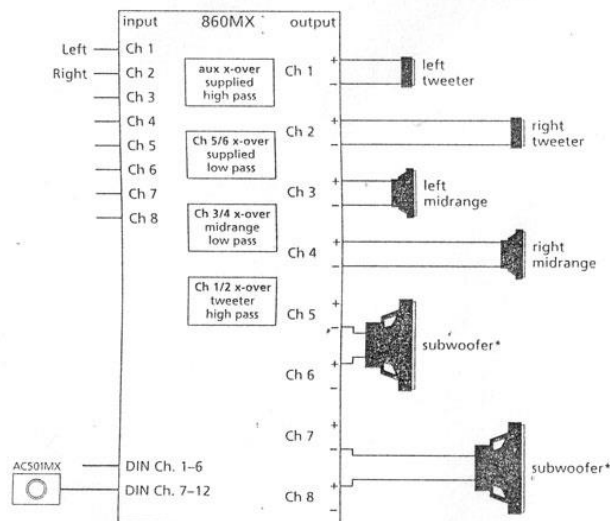 input 860MX output
Left Ch 1
Right Ch 2
Ch 3
Ch 4
Ch 5
Ch 6
Ch 7
Ch 8
aux x-over
supplied
high pass
Ch 5/6 x-over
supplied
low pass
Ch 3/4 x-over
midrange
low pass
Ch 1/2 x-over
tweeter
high pass
Ch 1 + − left
tweeter
Ch 2 + − right
tweeter
Ch 3 + − left
midrange
Ch 4 + − right
midrange
Ch 5 + −
subwoofer*
Ch 6 + −
Ch 7 + −
subwoofer*
Ch 8 + −
AC501MX
DIN Ch. 1–6
DIN Ch. 7–12